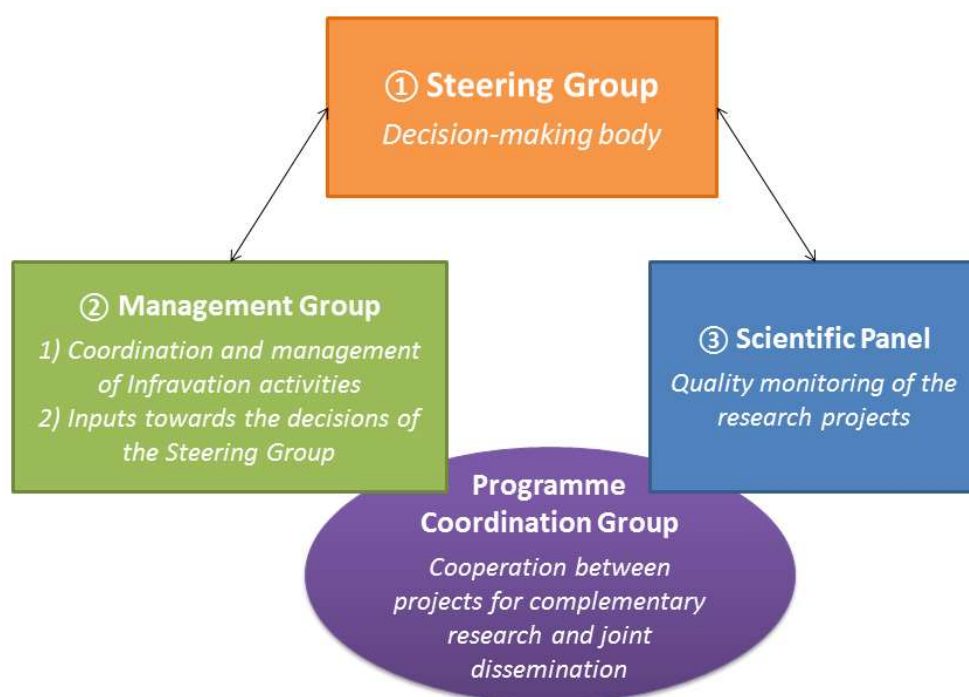 ① Steering Group
Decision-making body
② Management Group
1) Coordination and management
of Infravation activities
2) Inputs towards the decisions of
the Steering Group
③ Scientific Panel
Quality monitoring of the
research projects
Programme
Coordination Group
Cooperation between
projects for complementary
research and joint
dissemination